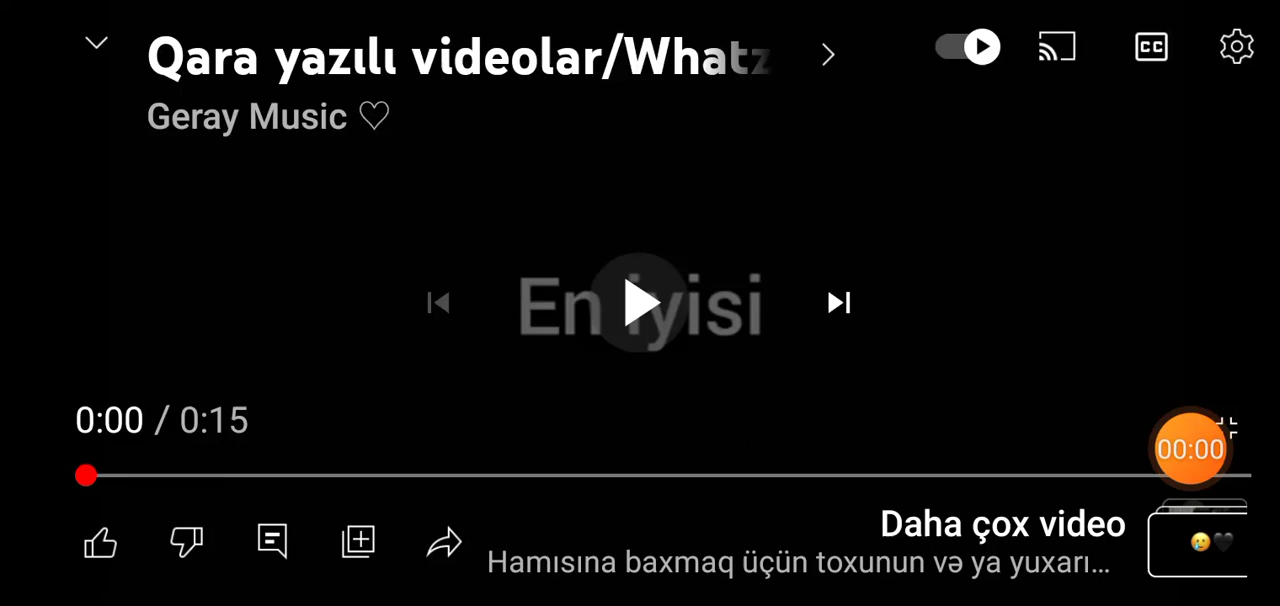 Qara yazılı videolar/Whatz
Geray Music ♡
CC
En iyisi
0:00 / 0:15
00:00
Daha çox video
Hamısına baxmaq üçün toxunun və ya yuxarı...